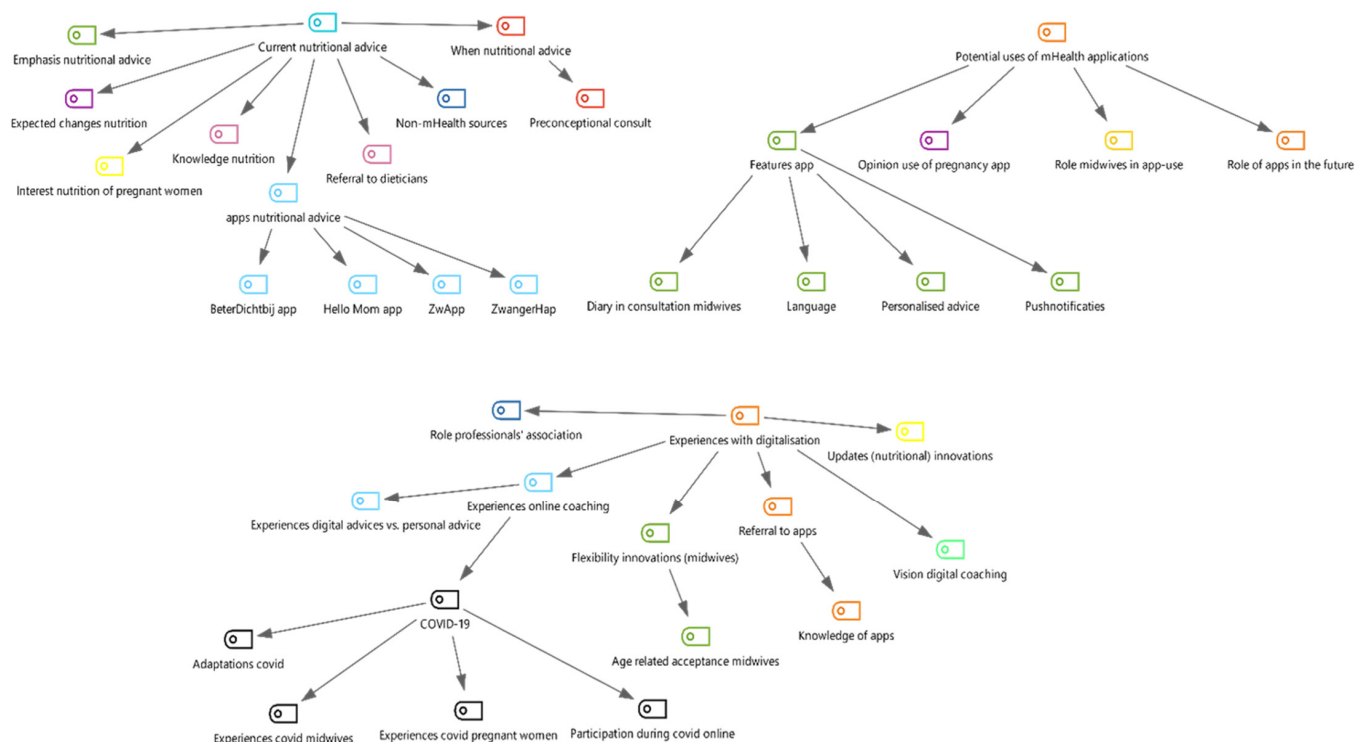 Current nutritional advice
Emphasis nutritional advice
When nutritional advice
Expected changes nutrition
Non-mHealth sources
Preconceptional consult
Knowledge nutrition
Interest nutrition of pregnant women
Referral to dieticians
apps nutritional advice
BeterDichtbij app
Hello Mom app
ZwApp
ZwangerHap
Potential uses of mHealth applications
Features app
Opinion use of pregnancy app
Role midwives in app-use
Role of apps in the future
Diary in consultation midwives
Language
Personalised advice
Pushnotificaties
Role professionals' association
Experiences with digitalisation
Updates (nutritional) innovations
Experiences online coaching
Experiences digital advices vs. personal advice
Referral to apps
Flexibility innovations (midwives)
Vision digital coaching
COVID-19
Knowledge of apps
Adaptations covid
Age related acceptance midwives
Experiences covid midwives
Experiences covid pregnant women
Participation during covid online